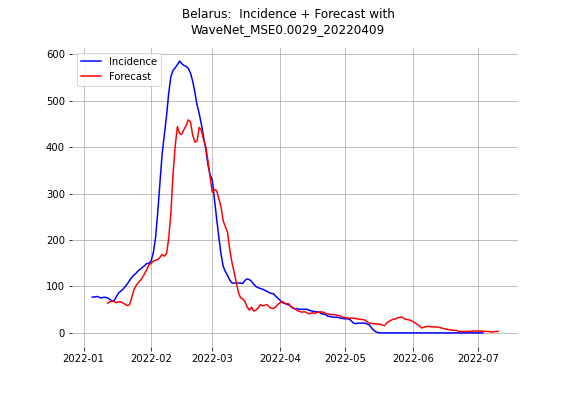 Belarus: Incidence + Forecast with
WaveNet_MSE0.0029_20220409
Incidence
Forecast
600
500
400
300
200
100
0
2022-01 2022-02 2022-03 2022-04 2022-05 2022-06 2022-07